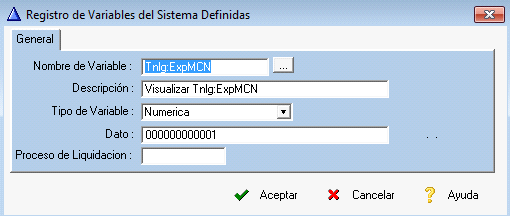 Registro de Variables del Sistema Definidas
General
Nombre de Variable : Tnlg:ExpMCN ...
Descripción : Visualizar Tnlg:ExpMCN
Tipo de Variable : Numerica
Dato : 000000000001 . .
Proceso de Liquidacion :
Aceptar Cancelar Ayuda